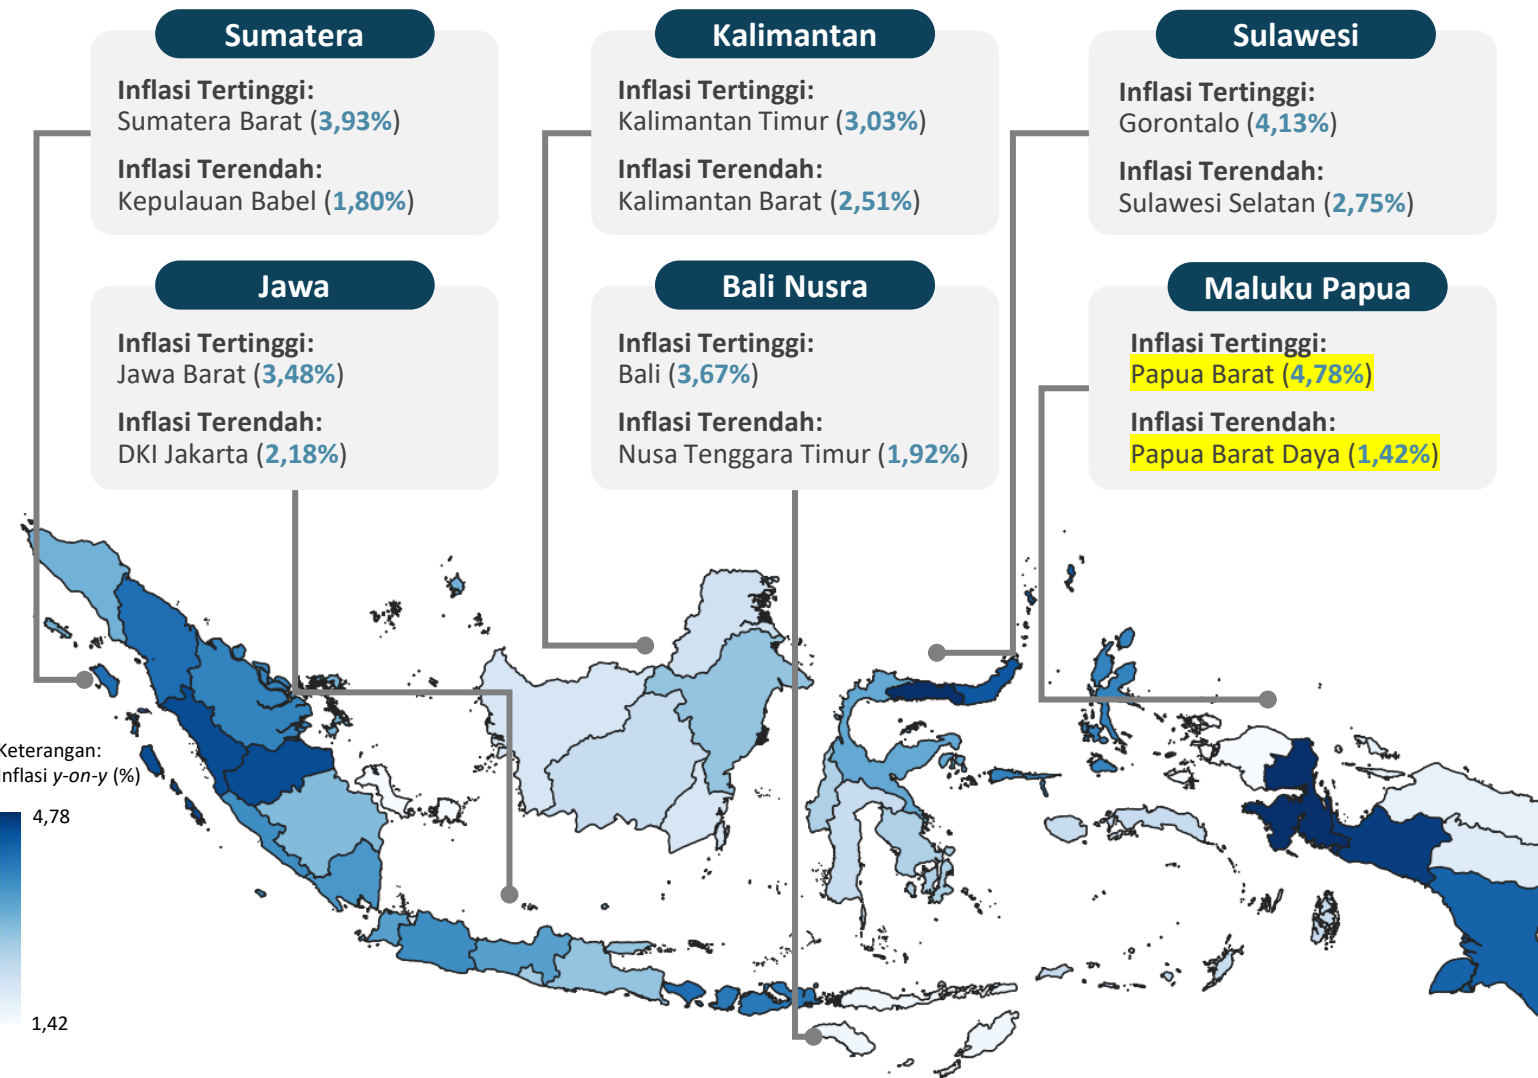 Sumatera
Inflasi Tertinggi:
Sumatera Barat (3,93%)
Inflasi Terendah:
Kepulauan Babel (1,80%)
Kalimantan
Inflasi Tertinggi:
Kalimantan Timur (3,03%)
Inflasi Terendah:
Kalimantan Barat (2,51%)
Sulawesi
Inflasi Tertinggi:
Gorontalo (4,13%)
Inflasi Terendah:
Sulawesi Selatan (2,75%)
Jawa
Inflasi Tertinggi:
Jawa Barat (3,48%)
Inflasi Terendah:
DKI Jakarta (2,18%)
Bali Nusra
Inflasi Tertinggi:
Bali (3,67%)
Inflasi Terendah:
Nusa Tenggara Timur (1,92%)
Maluku Papua
Inflasi Tertinggi:
Papua Barat (4,78%)
Inflasi Terendah:
Papua Barat Daya (1,42%)
Keterangan:
Inflasi y-on-y (%)
4,78
1,42